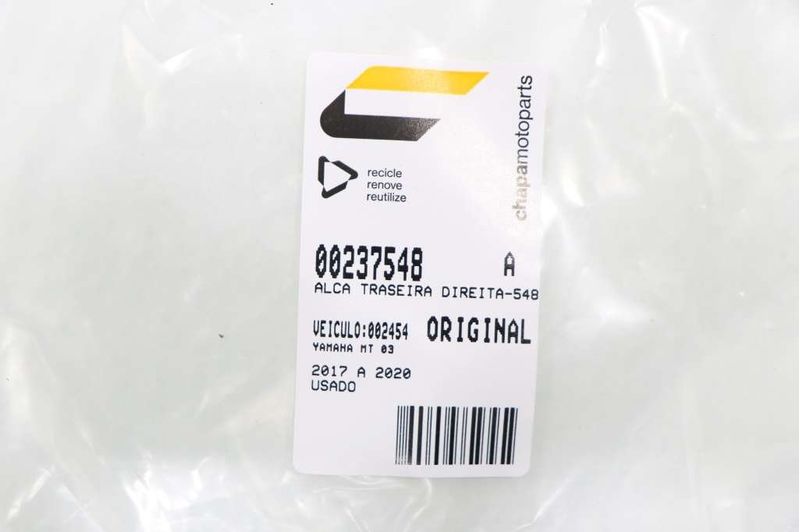 chapamotoparts
recicle
renove
reutilize
00237548 A
ALCA TRASEIRA DIREITA-548
VEICULO:002454 ORIGINAL
YAMAHA MT 03
2017 A 2020
USADO